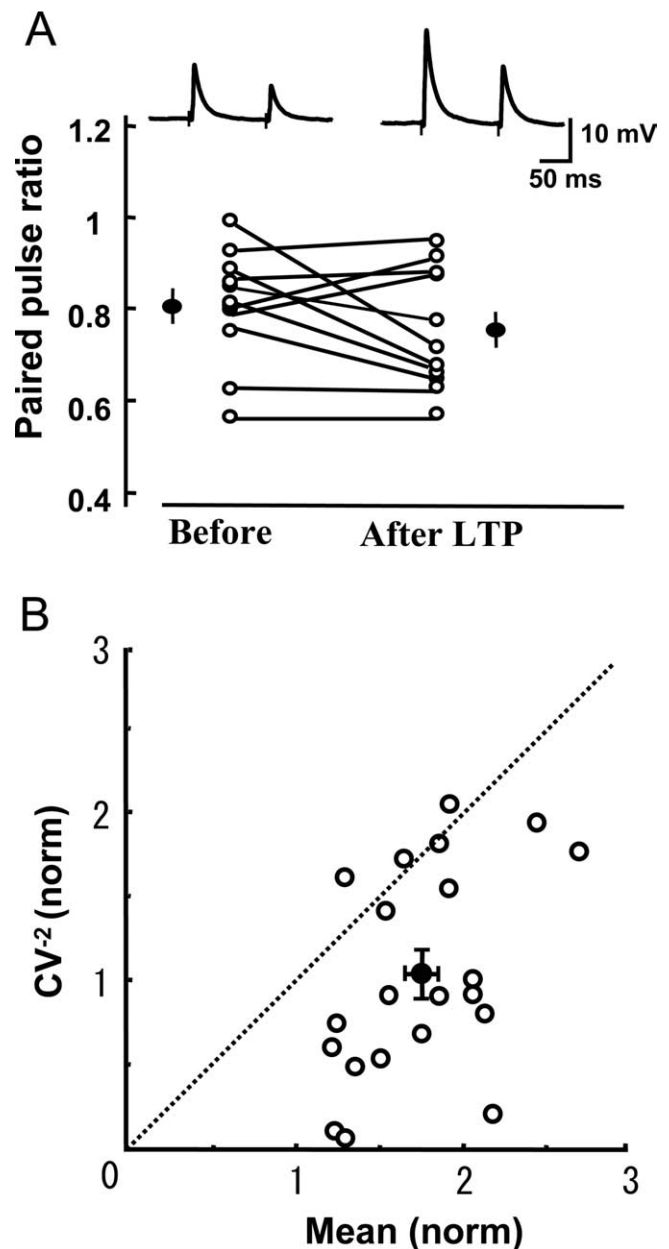 A
1.2
10 mV
50 ms
1
0.8
0.6
0.4
Paired pulse ratio
Before
After LTP
B
3
2
1
0
1
2
3
CV-2 (norm)
Mean (norm)